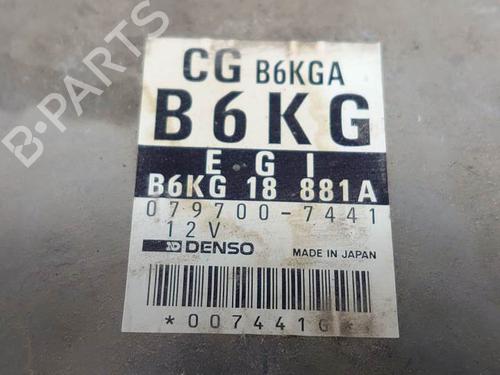 CG B6KGA
B6KG
E.G I
B6KG 18 881A
079700-7441
12V
DENSO MADE IN JAPAN
*007441G*
B-PARTS